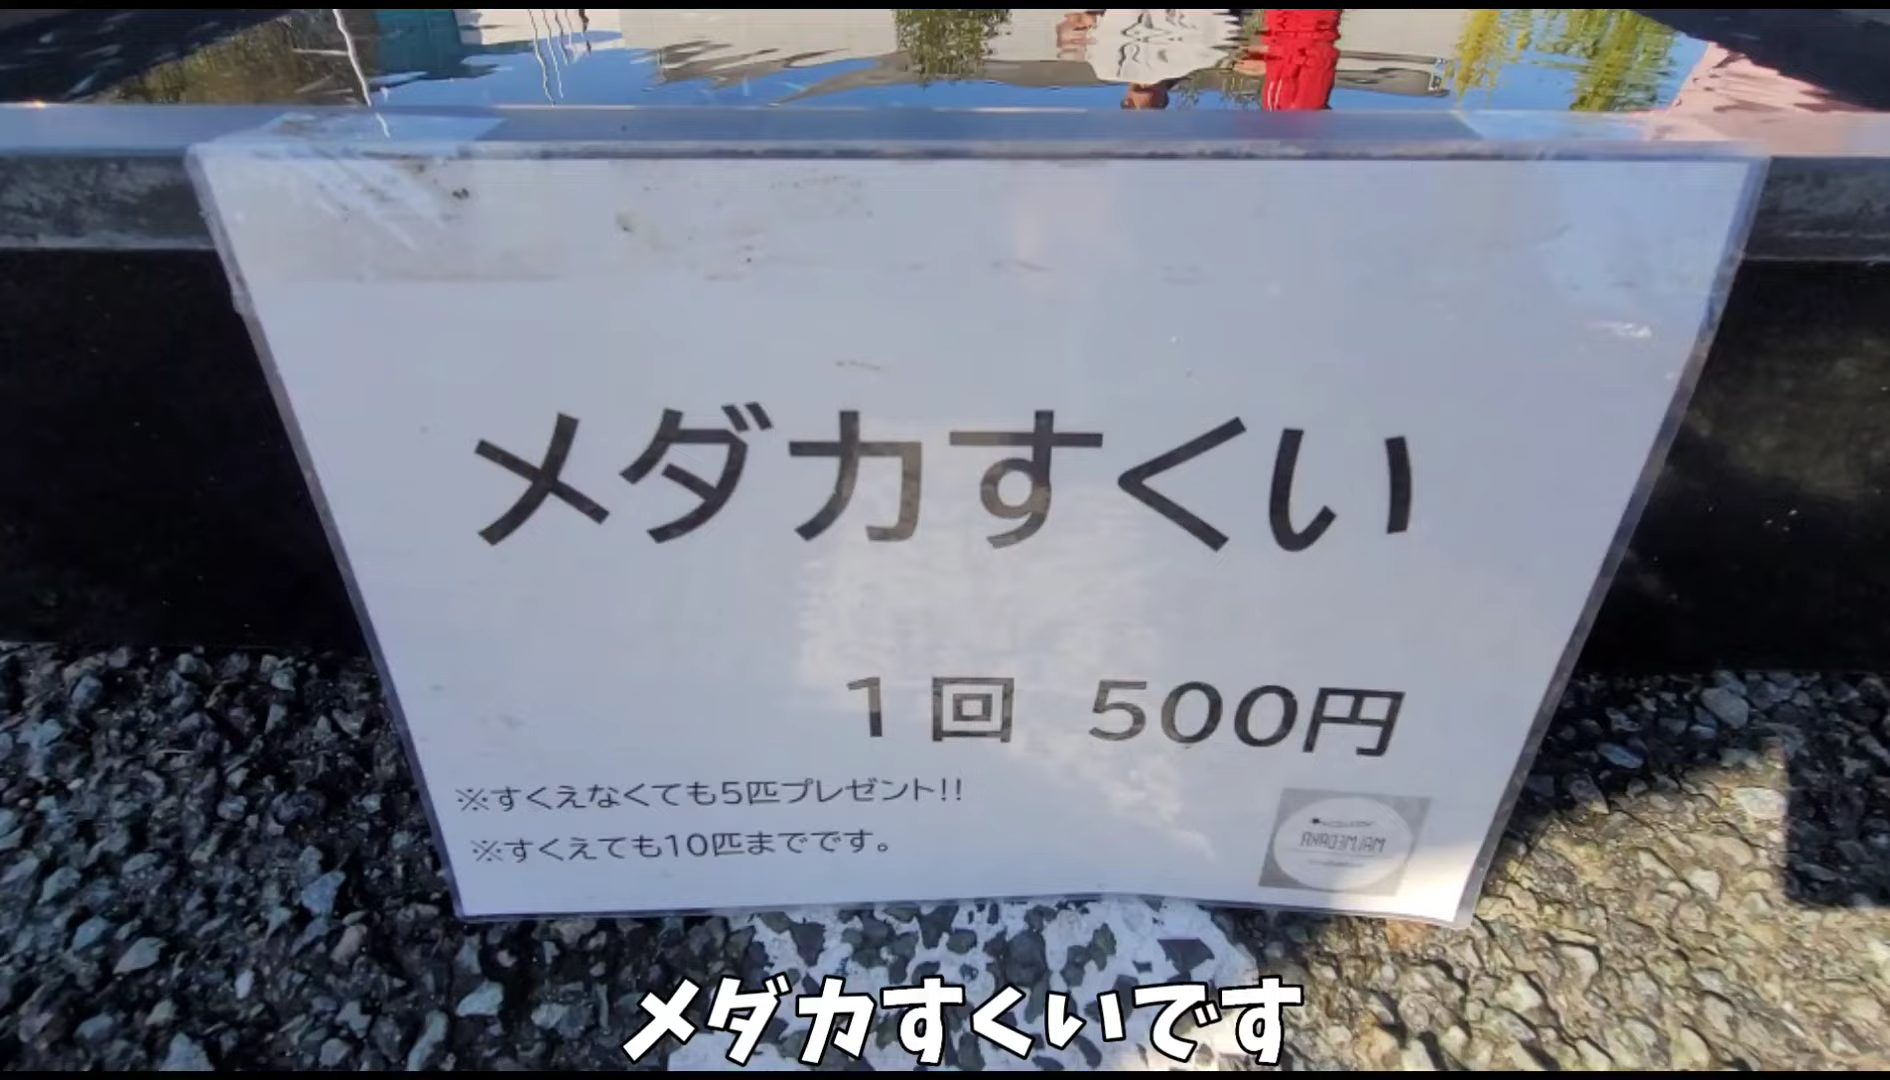 メダカすくい
1回 500円
※すくえなくても5匹プレゼント!!
※すくえても10匹までです。
メダカすくいです